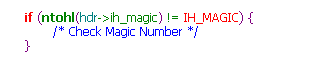 if (ntohl(hdr->ih_magic) != IH_MAGIC) {
/* Check Magic Number */
}